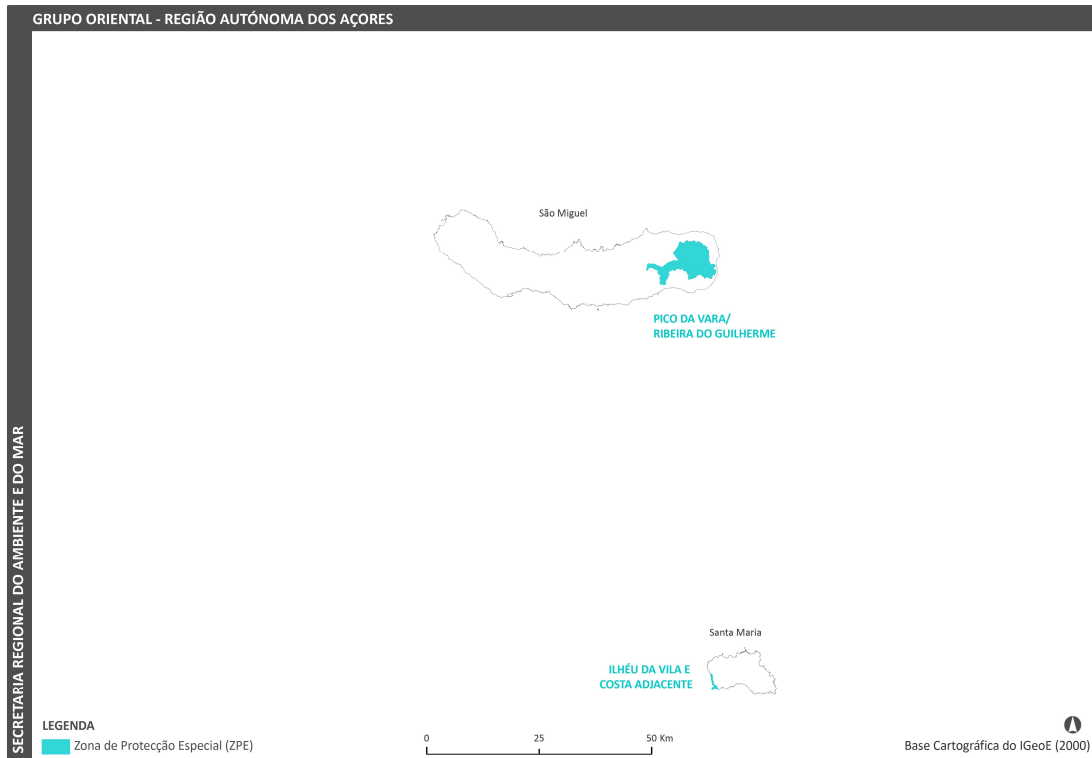 GRUPO ORIENTAL - REGIÃO AUTÓNOMA DOS AÇORES
SECRETARIA REGIONAL DO AMBIENTE E DO MAR
São Miguel
PICO DA VARA/
RIBEIRA DO GUILHERME
Santa Maria
ILHÉU DA VILA E
COSTA ADJACENTE
LEGENDA
Zona de Protecção Especial (ZPE)
0 25 50 Km
Base Cartográfica do IGeoE (2000)